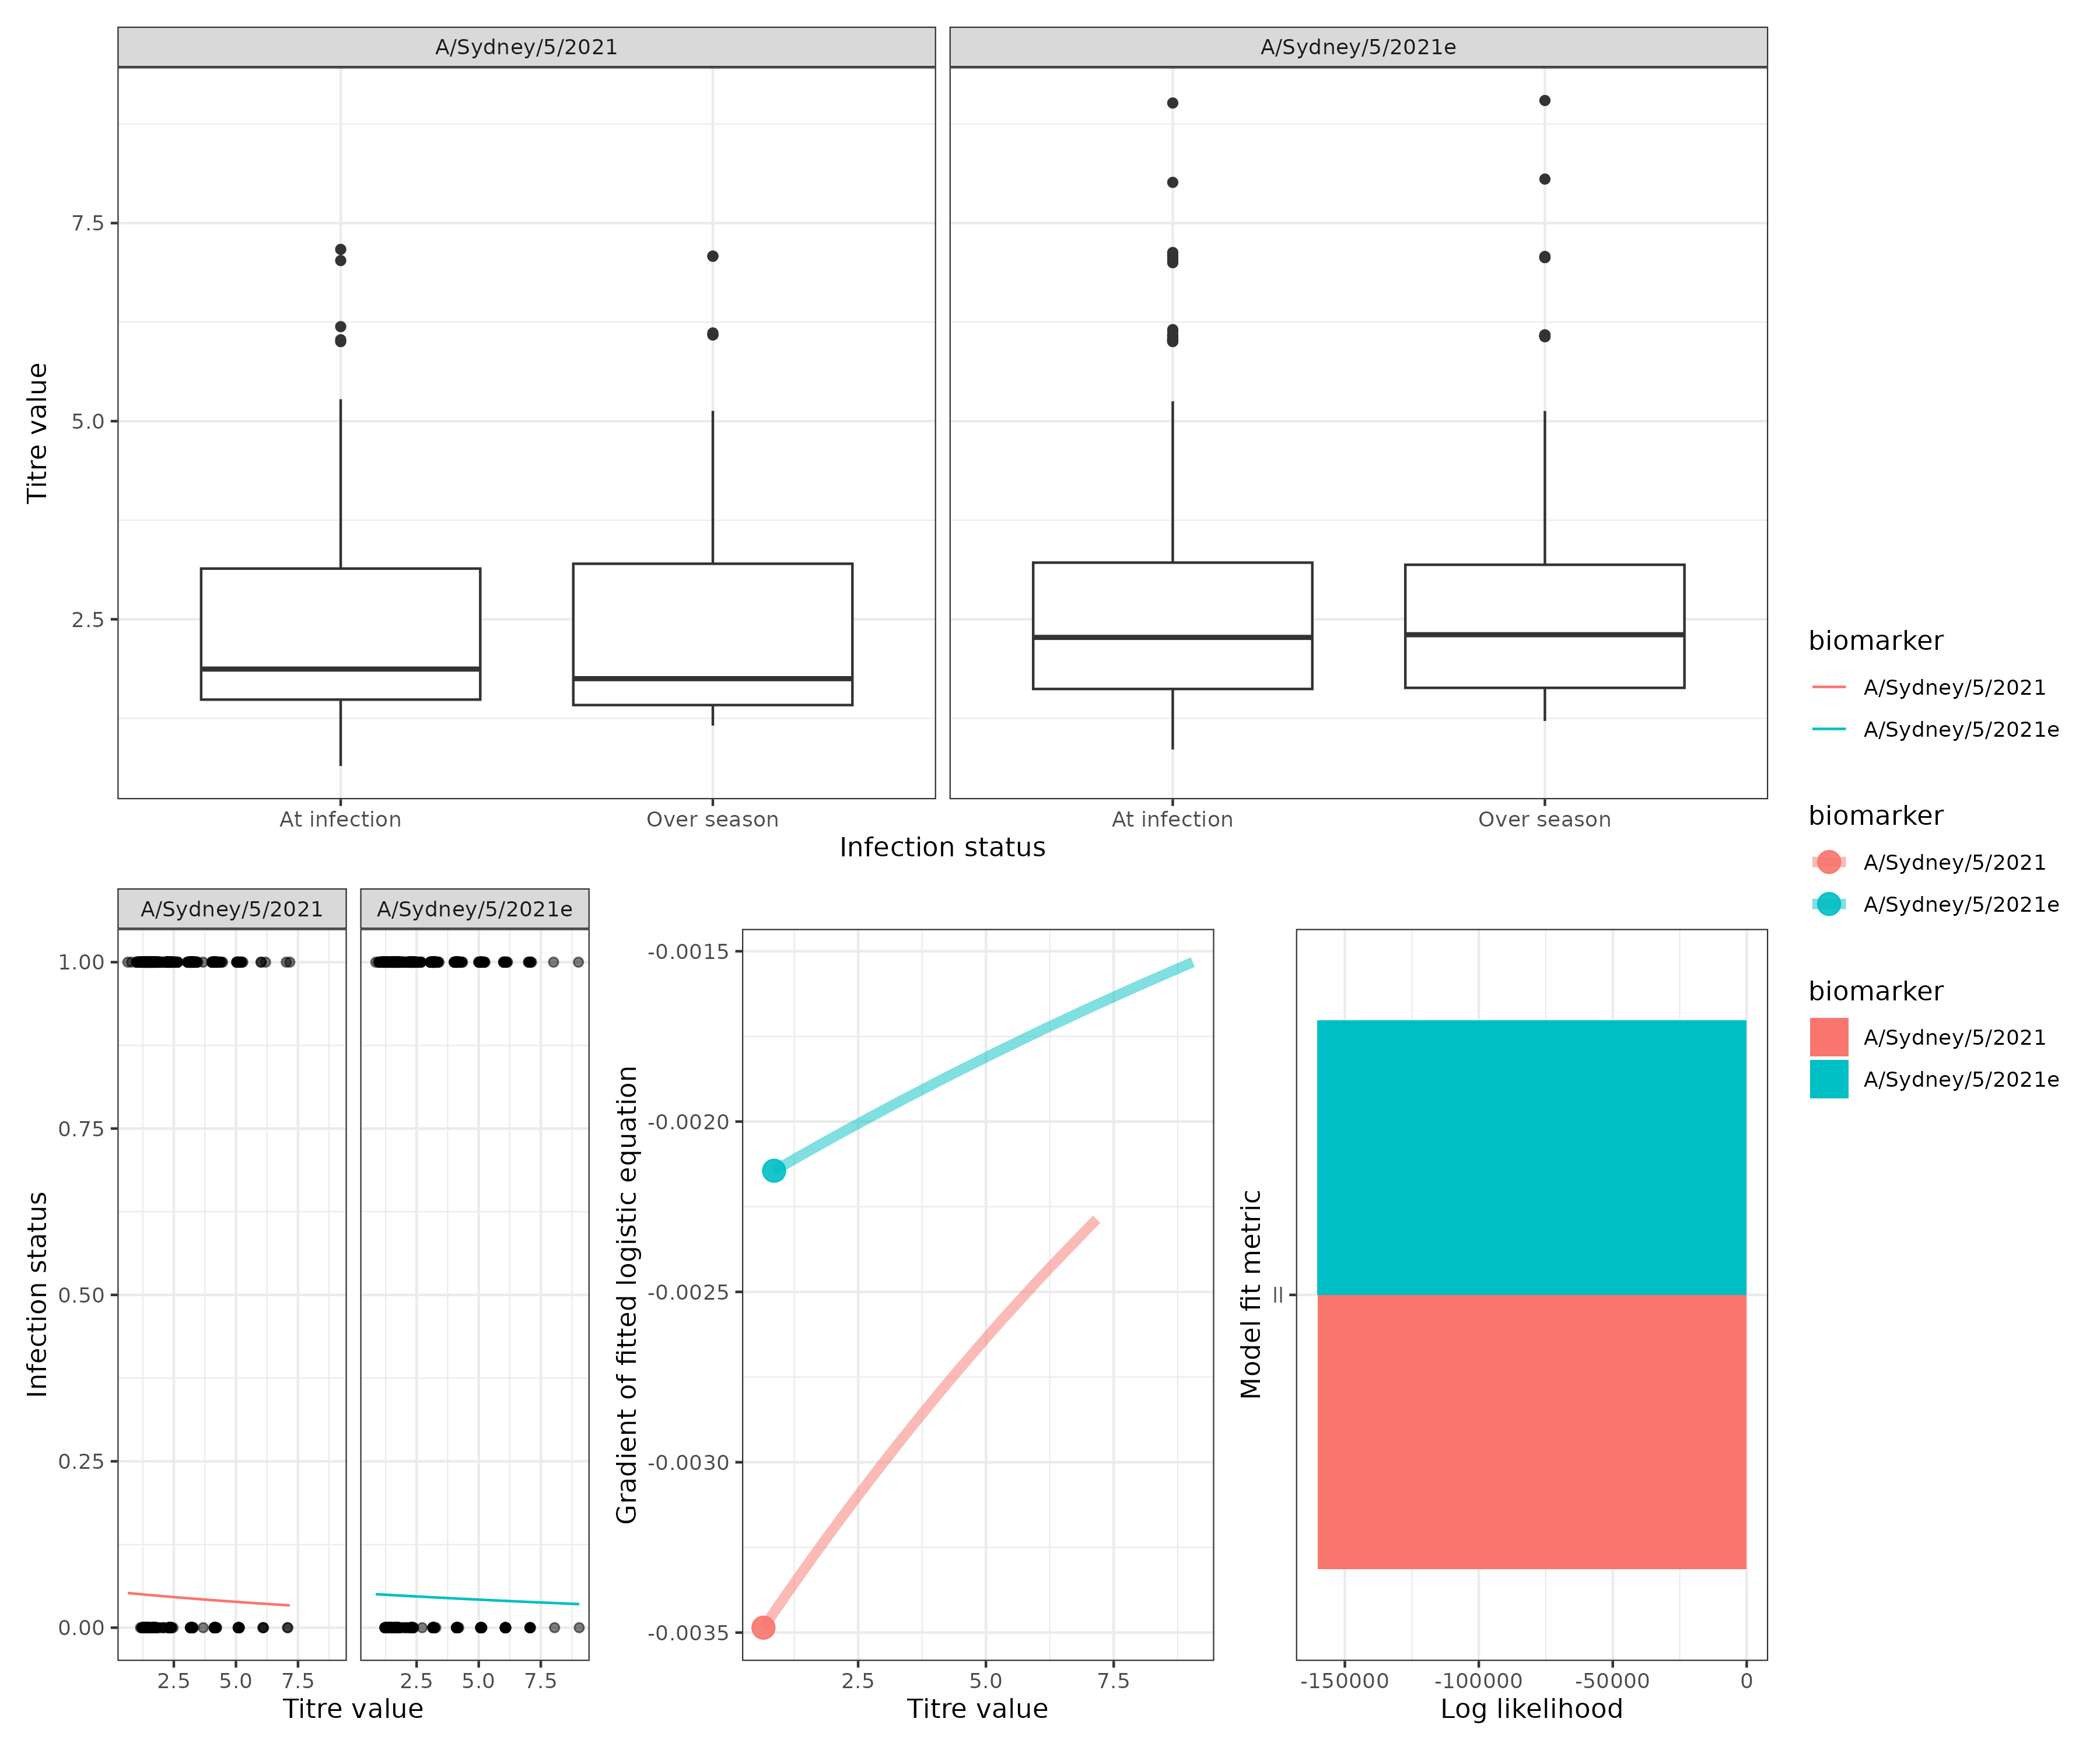 A/Sydney/5/2021
A/Sydney/5/2021e
Titre value
7.5
5.0
2.5
At infection
Over season
At infection
Over season
Infection status
biomarker
A/Sydney/5/2021
A/Sydney/5/2021e
biomarker
A/Sydney/5/2021
A/Sydney/5/2021e
biomarker
A/Sydney/5/2021
A/Sydney/5/2021e
A/Sydney/5/2021
A/Sydney/5/2021e
Infection status
1.00
0.75
0.50
0.25
0.00
2.5 5.0 7.5
2.5 5.0 7.5
Titre value
Gradient of fitted logistic equation
-0.0015
-0.0020
-0.0025
-0.0030
-0.0035
2.5 5.0 7.5
Titre value
Model fit metric
ll
-150000 -100000 -50000 0
Log likelihood